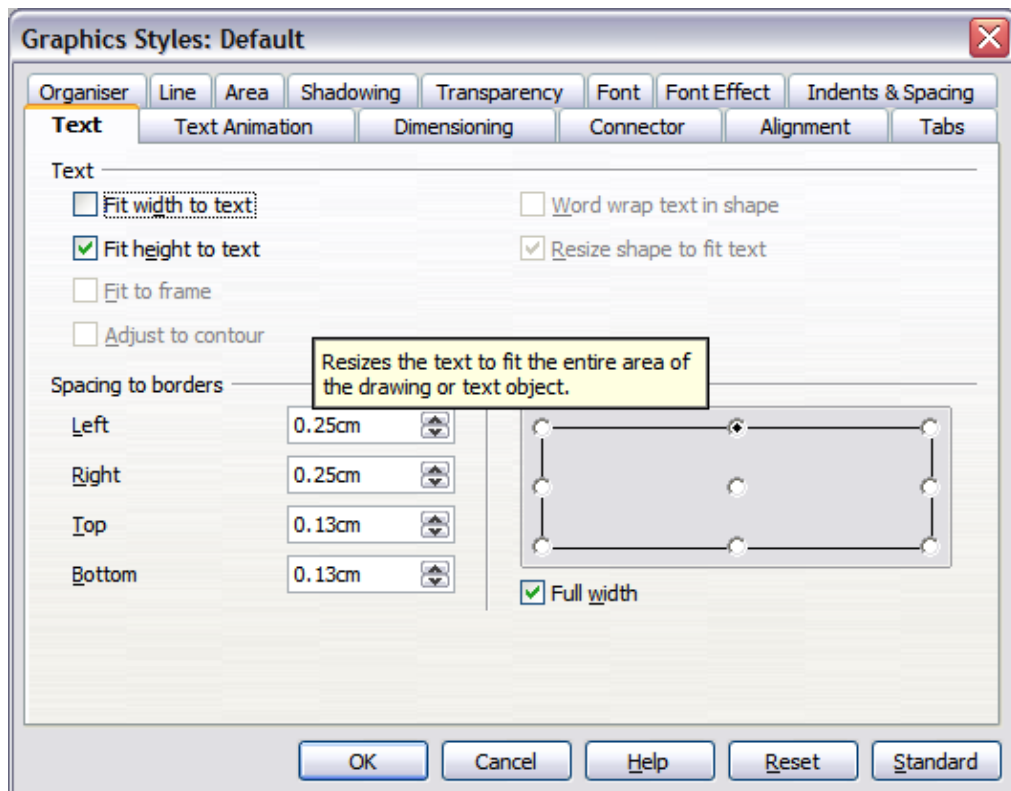 Graphics Styles: Default
Organiser Line Area Shadowing Transparency Font Font Effect Indents & Spacing
Text Text Animation Dimensioning Connector Alignment Tabs
Text
Fit width to text Word wrap text in shape
Fit height to text Resize shape to fit text
Fit to frame
Adjust to contour
Resizes the text to fit the entire area of
the drawing or text object.
Spacing to borders
Left 0.25cm
Right 0.25cm
Top 0.13cm
Bottom 0.13cm
Full width
OK Cancel Help Reset Standard